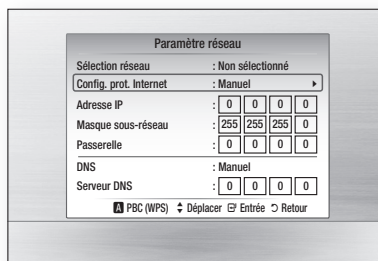 Paramètre réseau
Sélection réseau : Non sélectionné
Config. prot. Internet : Manuel
Adresse IP : 0 0 0 0
Masque sous-réseau : 255 255 255 0
Passerelle : 0 0 0 0
DNS : Manuel
Serveur DNS : 0 0 0 0
A PBC (WPS) Déplacer Entrée Retour